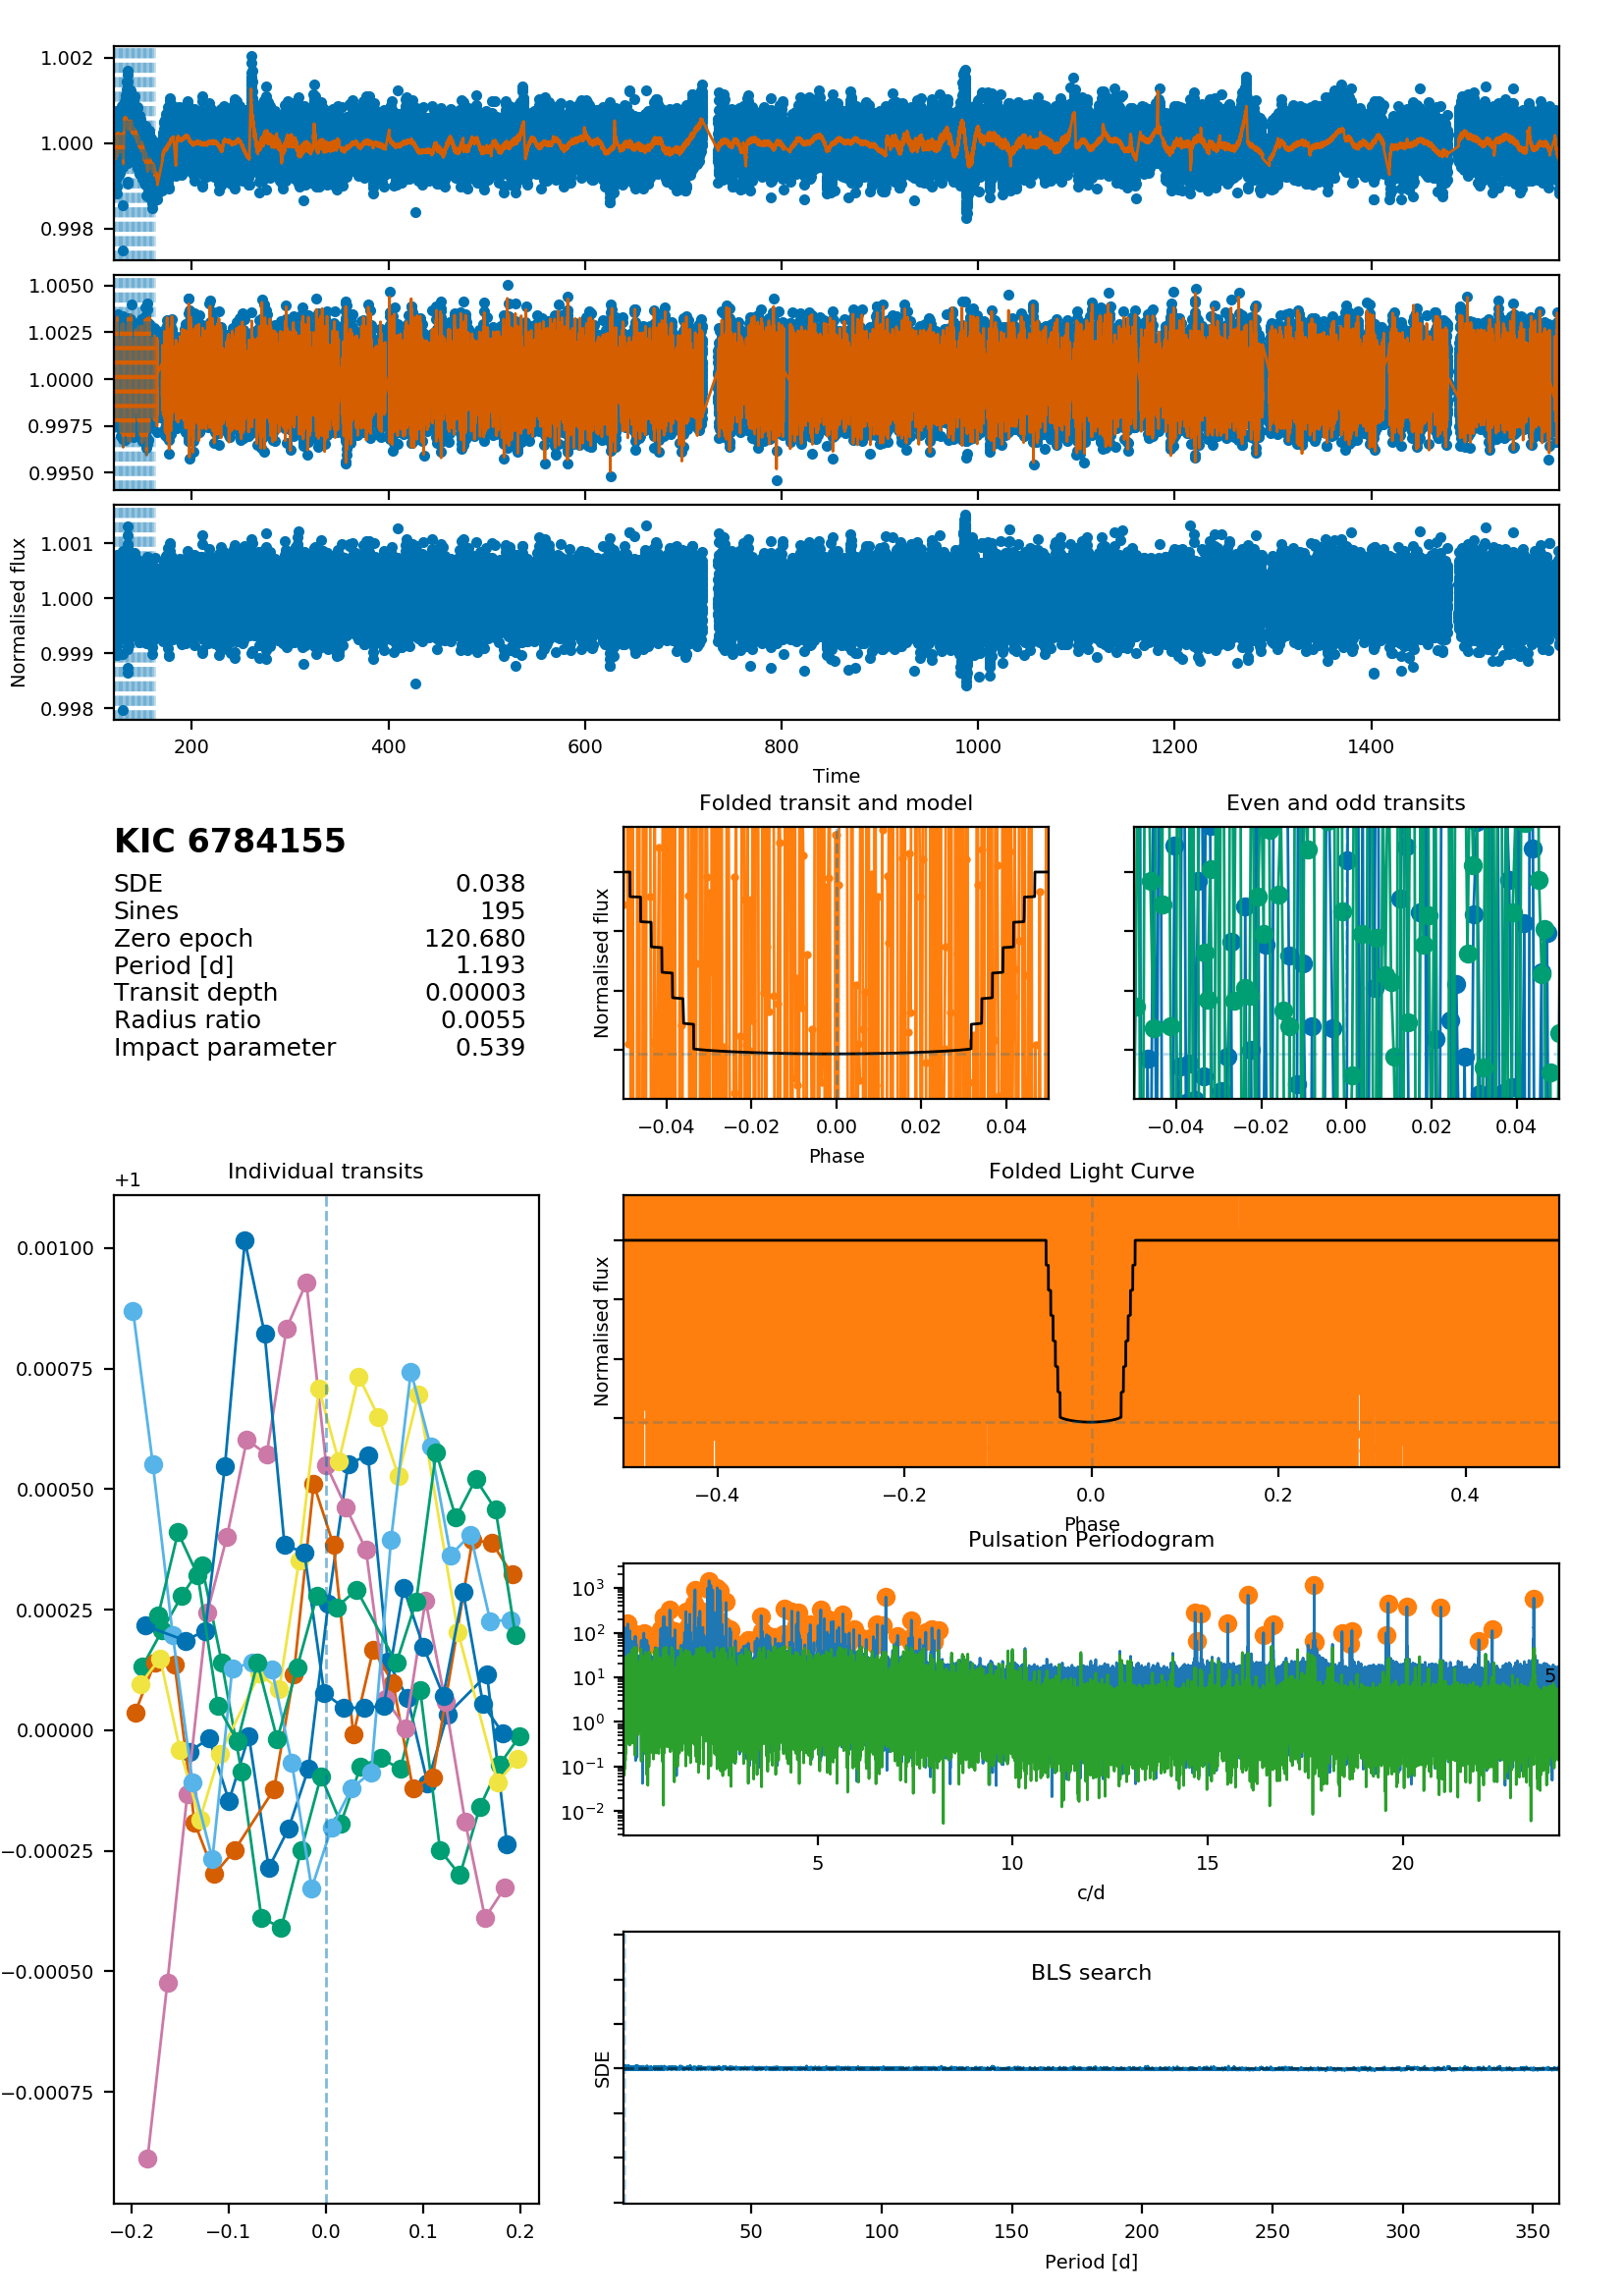 1.002
1.000
0.998
1.0050
1.0025
1.0000
0.9975
0.9950
1.001
1.000
0.999
0.998
Normalised flux
200 400 600 800 1000 1200 1400
Time
KIC 6784155
SDE 0.038
Sines 195
Zero epoch 120.680
Period [d] 1.193
Transit depth 0.00003
Radius ratio 0.0055
Impact parameter 0.539
Folded transit and model
Normalised flux
−0.04 −0.02 0.00 0.02 0.04
Phase
Even and odd transits
−0.04 −0.02 0.00 0.02 0.04
Individual transits
+1
0.00100
0.00075
0.00050
0.00025
0.00000
−0.00025
−0.00050
−0.00075
−0.2 −0.1 0.0 0.1 0.2
Folded Light Curve
Normalised flux
−0.4 −0.2 0.0 0.2 0.4
Phase
Pulsation Periodogram
10³
10²
10¹
10⁰
10⁻¹
10⁻²
5
5 10 15 20
c/d
BLS search
SDE
50 100 150 200 250 300 350
Period [d]